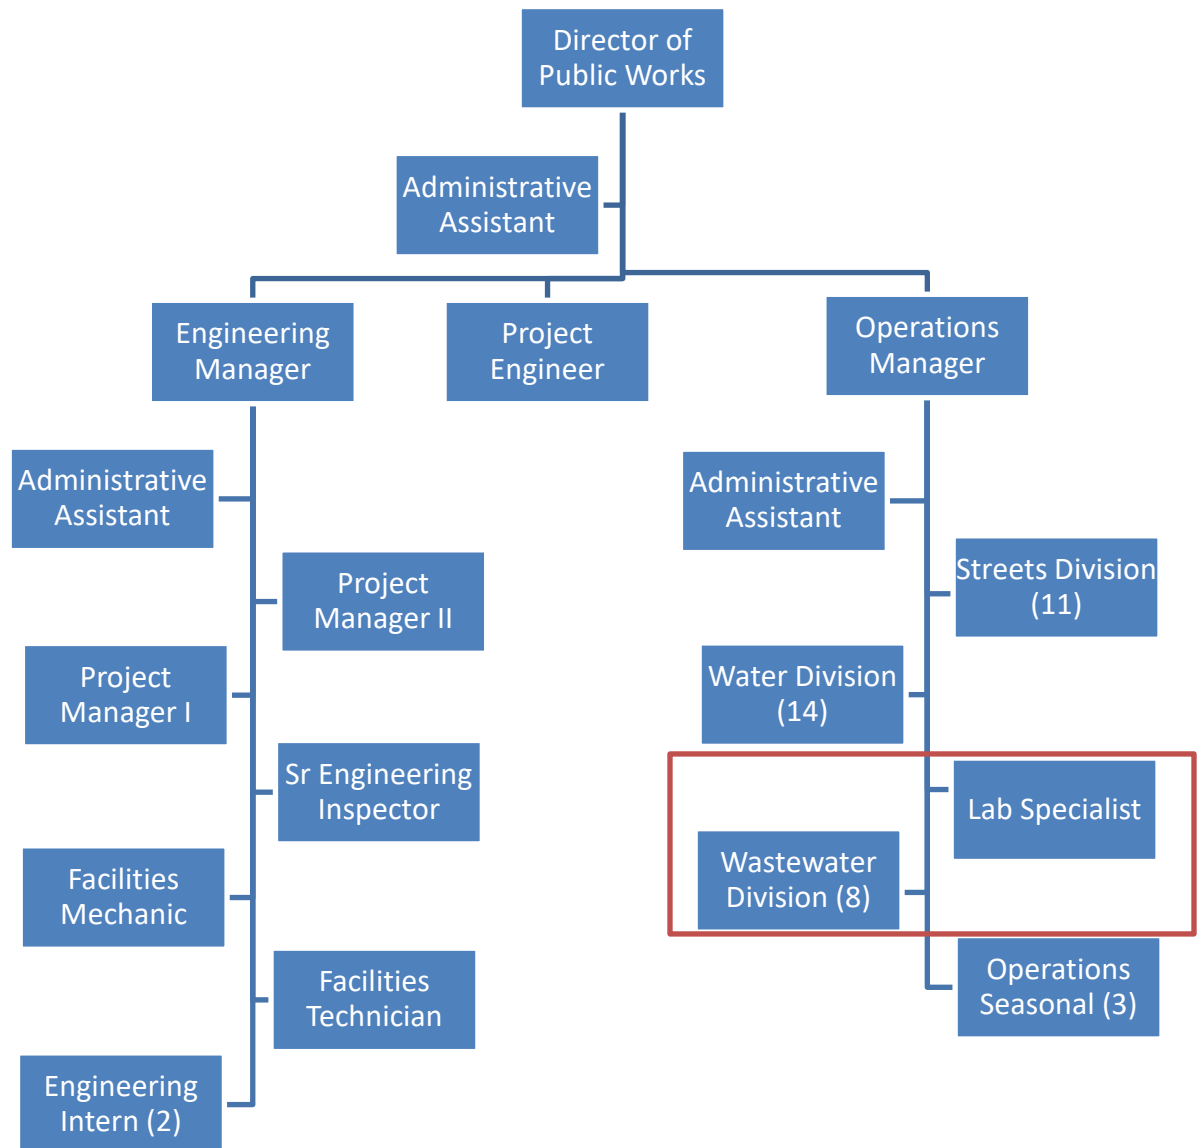 Director of
Public Works
Administrative
Assistant
Engineering
Manager
Project
Engineer
Operations
Manager
Administrative
Assistant
Project
Manager II
Project
Manager I
Sr Engineering
Inspector
Facilities
Mechanic
Facilities
Technician
Engineering
Intern (2)
Administrative
Assistant
Streets Division
(11)
Water Division
(14)
Lab Specialist
Wastewater
Division (8)
Operations
Seasonal (3)